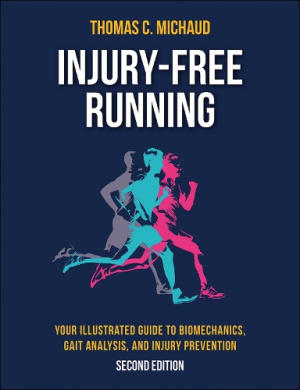 THOMAS C. MICHAUD
INJURY-FREE
RUNNING
YOUR ILLUSTRATED GUIDE TO BIOMECHANICS,
GAIT ANALYSIS, AND INJURY PREVENTION
SECOND EDITION